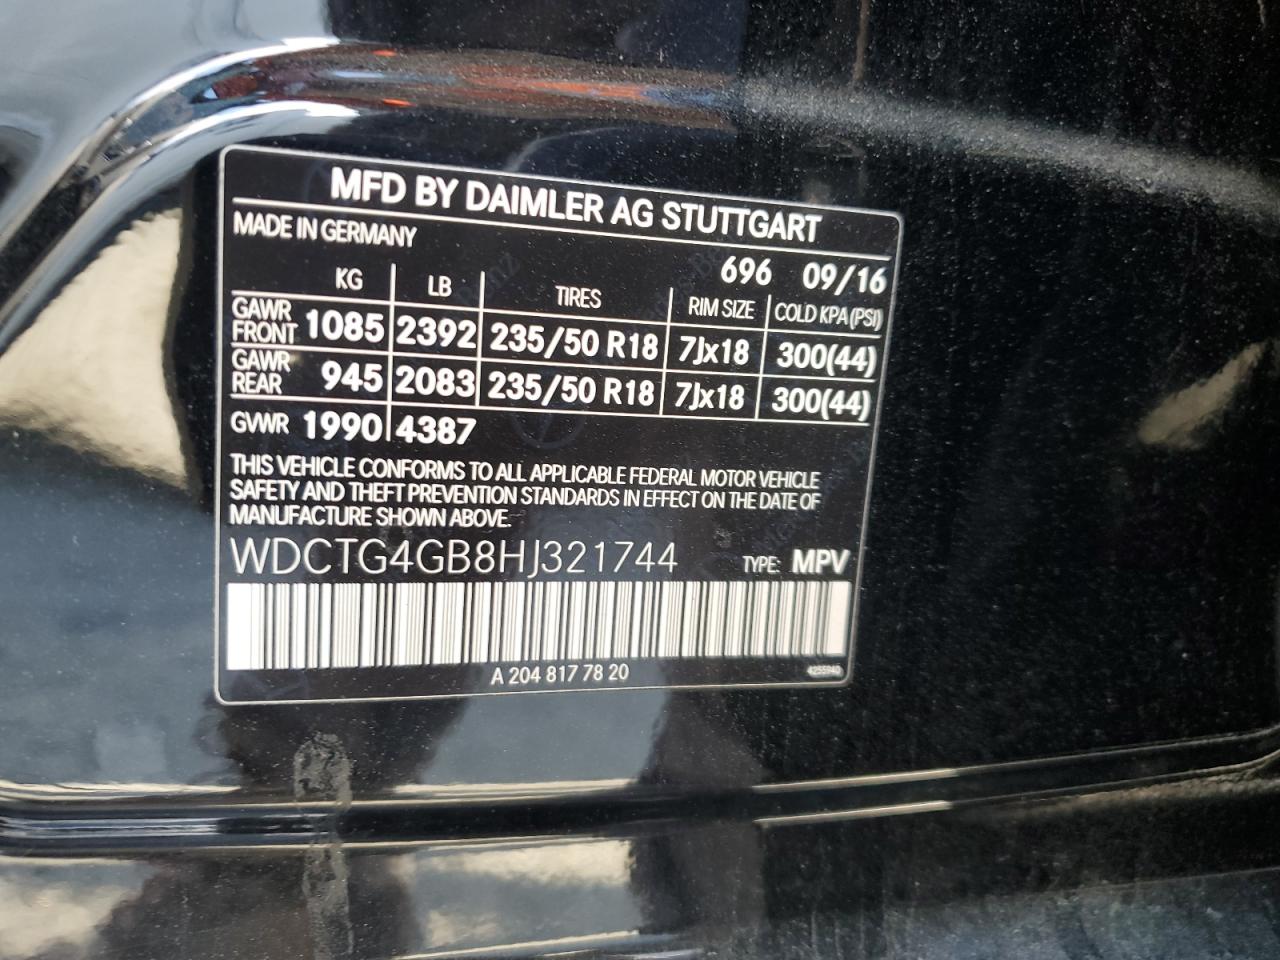 MFD BY DAIMLER AG STUTTGART
MADE IN GERMANY
696 09/16
KG LB TIRES RIM SIZE COLD KPA (PSI)
GAWR FRONT 1085 2392 235/50 R18 7Jx18 300(44)
GAWR REAR 945 2083 235/50 R18 7Jx18 300(44)
GVWR 1990 4387
THIS VEHICLE CONFORMS TO ALL APPLICABLE FEDERAL MOTOR VEHICLE
SAFETY AND THEFT PREVENTION STANDARDS IN EFFECT ON THE DATE OF
MANUFACTURE SHOWN ABOVE.
WDCTG4GB8HJ321744 TYPE: MPV
A 204 817 78 20 4255940